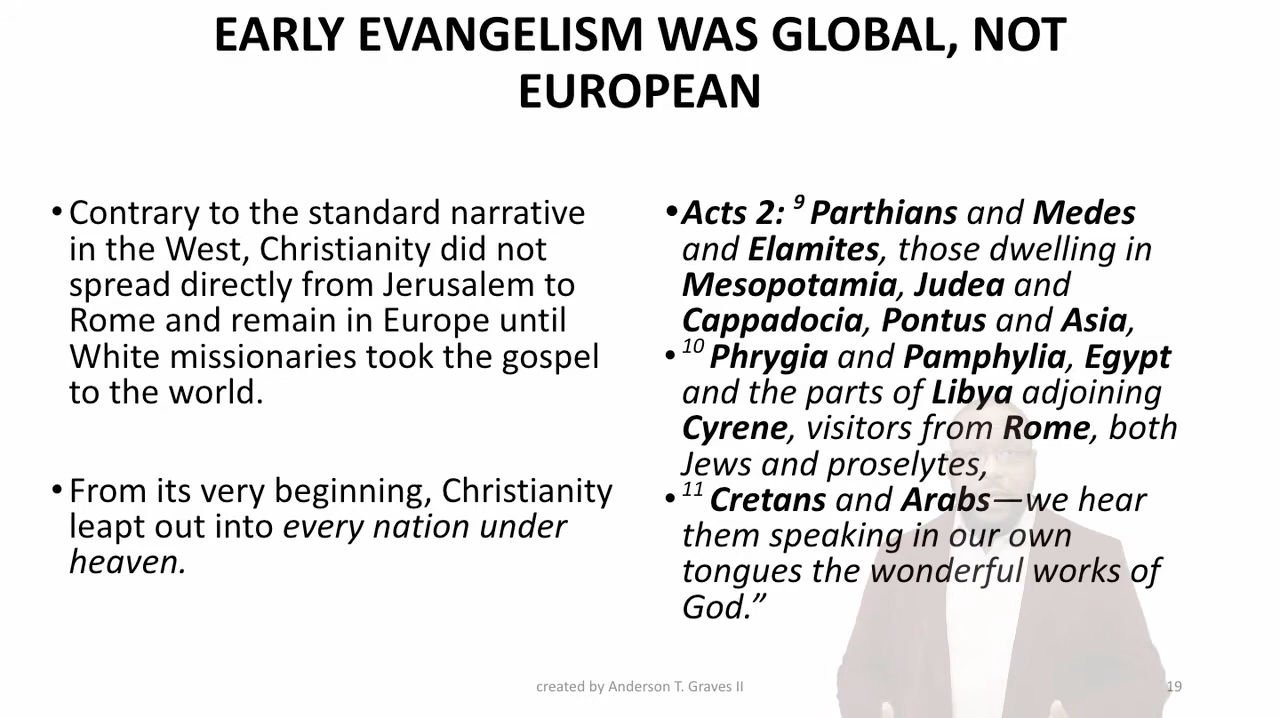 EARLY EVANGELISM WAS GLOBAL, NOT
EUROPEAN
•Contrary to the standard narrative
in the West, Christianity did not
spread directly from Jerusalem to
Rome and remain in Europe until
White missionaries took the gospel
to the world.
•From its very beginning, Christianity
leapt out into every nation under
heaven.
•Acts 2: 9 Parthians and Medes
and Elamites, those dwelling in
Mesopotamia, Judea and
Cappadocia, Pontus and Asia,
•10 Phrygia and Pamphylia, Egypt
and the parts of Libya adjoining
Cyrene, visitors from Rome, both
Jews and proselytes,
•11 Cretans and Arabs—we hear
them speaking in our own
tongues the wonderful works of
God.”
created by Anderson T. Graves II
19